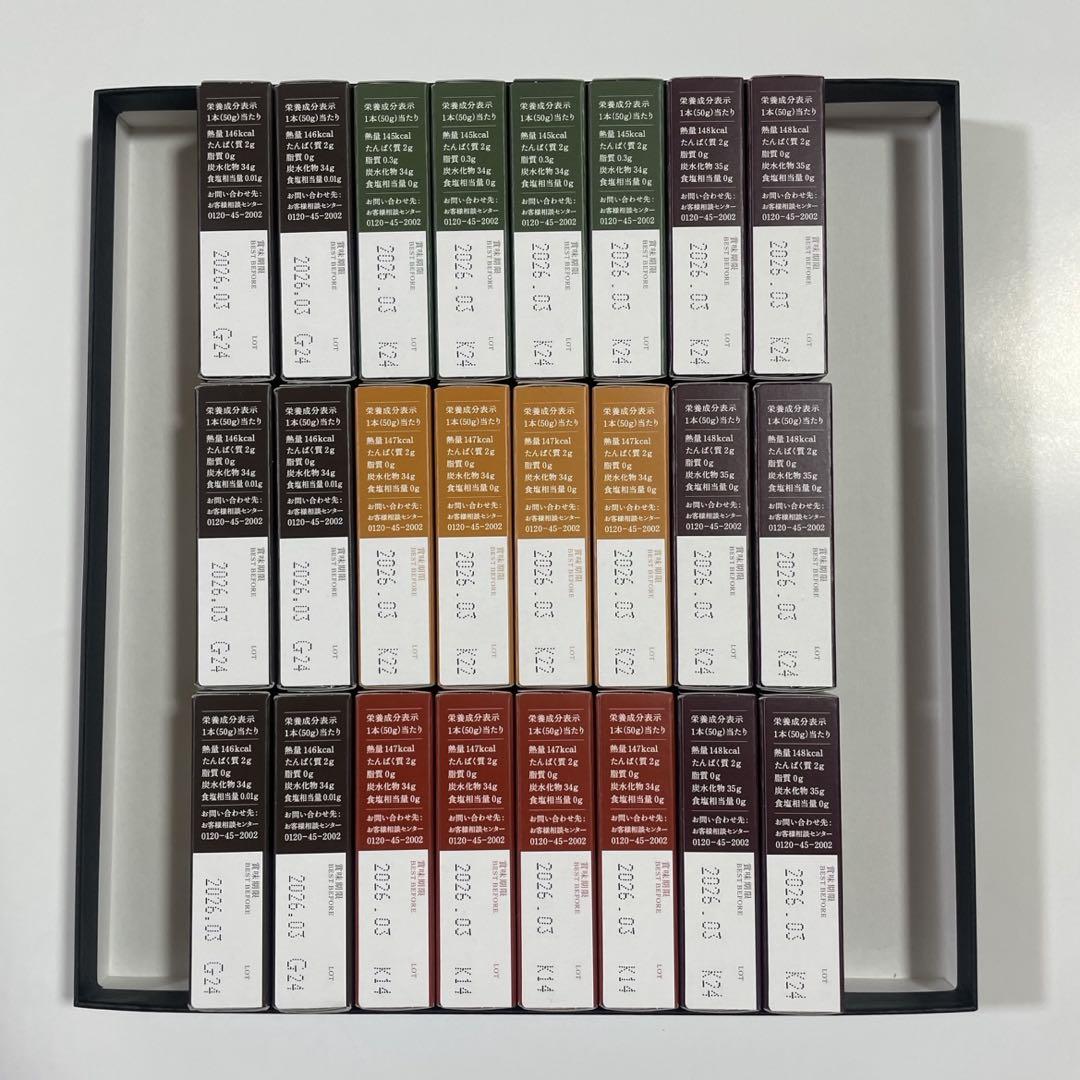 栄養成分表示
1本(50g)当たり
熱量 146kcal
たんぱく質 2g
脂質 0g
炭水化物 34g
食塩相当量 0.01g
お問い合わせ先:
お客様相談センター
0120-45-2002
賞味期限
BEST BEFORE
2026.03
LOT
G24
栄養成分表示
1本(50g)当たり
熱量 146kcal
たんぱく質 2g
脂質 0g
炭水化物 34g
食塩相当量 0.01g
お問い合わせ先:
お客様相談センター
0120-45-2002
賞味期限
BEST BEFORE
2026.03
LOT
G24
栄養成分表示
1本(50g)当たり
熱量 145kcal
たんぱく質 2g
脂質 0.3g
炭水化物 34g
食塩相当量 0g
お問い合わせ先:
お客様相談センター
0120-45-2002
賞味期限
BEST BEFORE
2026.03
LOT
K24
栄養成分表示
1本(50g)当たり
熱量 145kcal
たんぱく質 2g
脂質 0.3g
炭水化物 34g
食塩相当量 0g
お問い合わせ先:
お客様相談センター
0120-45-2002
賞味期限
BEST BEFORE
2026.03
LOT
K24
栄養成分表示
1本(50g)当たり
熱量 145kcal
たんぱく質 2g
脂質 0.3g
炭水化物 34g
食塩相当量 0g
お問い合わせ先:
お客様相談センター
0120-45-2002
賞味期限
BEST BEFORE
2026.03
LOT
K24
栄養成分表示
1本(50g)当たり
熱量 145kcal
たんぱく質 2g
脂質 0.3g
炭水化物 34g
食塩相当量 0g
お問い合わせ先:
お客様相談センター
0120-45-2002
賞味期限
BEST BEFORE
2026.03
LOT
K24
栄養成分表示
1本(50g)当たり
熱量 148kcal
たんぱく質 2g
脂質 0g
炭水化物 35g
食塩相当量 0g
お問い合わせ先:
お客様相談センター
0120-45-2002
賞味期限
BEST BEFORE
2026.03
LOT
K24
栄養成分表示
1本(50g)当たり
熱量 148kcal
たんぱく質 2g
脂質 0g
炭水化物 35g
食塩相当量 0g
お問い合わせ先:
お客様相談センター
0120-45-2002
賞味期限
BEST BEFORE
2026.03
LOT
K24
栄養成分表示
1本(50g)当たり
熱量 146kcal
たんぱく質 2g
脂質 0g
炭水化物 34g
食塩相当量 0.01g
お問い合わせ先:
お客様相談センター
0120-45-2002
賞味期限
BEST BEFORE
2026.03
LOT
G24
栄養成分表示
1本(50g)当たり
熱量 146kcal
たんぱく質 2g
脂質 0g
炭水化物 34g
食塩相当量 0.01g
お問い合わせ先:
お客様相談センター
0120-45-2002
賞味期限
BEST BEFORE
2026.03
LOT
G24
栄養成分表示
1本(50g)当たり
熱量 147kcal
たんぱく質 2g
脂質 0g
炭水化物 34g
食塩相当量 0g
お問い合わせ先:
お客様相談センター
0120-45-2002
賞味期限
BEST BEFORE
2026.03
LOT
K22
栄養成分表示
1本(50g)当たり
熱量 147kcal
たんぱく質 2g
脂質 0g
炭水化物 34g
食塩相当量 0g
お問い合わせ先:
お客様相談センター
0120-45-2002
賞味期限
BEST BEFORE
2026.03
LOT
K22
栄養成分表示
1本(50g)当たり
熱量 147kcal
たんぱく質 2g
脂質 0g
炭水化物 34g
食塩相当量 0g
お問い合わせ先:
お客様相談センター
0120-45-2002
賞味期限
BEST BEFORE
2026.03
LOT
K22
栄養成分表示
1本(50g)当たり
熱量 147kcal
たんぱく質 2g
脂質 0g
炭水化物 34g
食塩相当量 0g
お問い合わせ先:
お客様相談センター
0120-45-2002
賞味期限
BEST BEFORE
2026.03
LOT
K22
栄養成分表示
1本(50g)当たり
熱量 148kcal
たんぱく質 2g
脂質 0g
炭水化物 35g
食塩相当量 0g
お問い合わせ先:
お客様相談センター
0120-45-2002
賞味期限
BEST BEFORE
2026.03
LOT
K24
栄養成分表示
1本(50g)当たり
熱量 148kcal
たんぱく質 2g
脂質 0g
炭水化物 35g
食塩相当量 0g
お問い合わせ先:
お客様相談センター
0120-45-2002
賞味期限
BEST BEFORE
2026.03
LOT
K24
栄養成分表示
1本(50g)当たり
熱量 146kcal
たんぱく質 2g
脂質 0g
炭水化物 34g
食塩相当量 0.01g
お問い合わせ先:
お客様相談センター
0120-45-2002
賞味期限
BEST BEFORE
2026.03
LOT
G24
栄養成分表示
1本(50g)当たり
熱量 146kcal
たんぱく質 2g
脂質 0g
炭水化物 34g
食塩相当量 0.01g
お問い合わせ先:
お客様相談センター
0120-45-2002
賞味期限
BEST BEFORE
2026.03
LOT
G24
栄養成分表示
1本(50g)当たり
熱量 147kcal
たんぱく質 2g
脂質 0g
炭水化物 34g
食塩相当量 0g
お問い合わせ先:
お客様相談センター
0120-45-2002
賞味期限
BEST BEFORE
2026.03
LOT
K14
栄養成分表示
1本(50g)当たり
熱量 147kcal
たんぱく質 2g
脂質 0g
炭水化物 34g
食塩相当量 0g
お問い合わせ先:
お客様相談センター
0120-45-2002
賞味期限
BEST BEFORE
2026.03
LOT
K14
栄養成分表示
1本(50g)当たり
熱量 147kcal
たんぱく質 2g
脂質 0g
炭水化物 34g
食塩相当量 0g
お問い合わせ先:
お客様相談センター
0120-45-2002
賞味期限
BEST BEFORE
2026.03
LOT
K14
栄養成分表示
1本(50g)当たり
熱量 147kcal
たんぱく質 2g
脂質 0g
炭水化物 34g
食塩相当量 0g
お問い合わせ先:
お客様相談センター
0120-45-2002
賞味期限
BEST BEFORE
2026.03
LOT
K14
栄養成分表示
1本(50g)当たり
熱量 148kcal
たんぱく質 2g
脂質 0g
炭水化物 35g
食塩相当量 0g
お問い合わせ先:
お客様相談センター
0120-45-2002
賞味期限
BEST BEFORE
2026.03
LOT
K24
栄養成分表示
1本(50g)当たり
熱量 148kcal
たんぱく質 2g
脂質 0g
炭水化物 35g
食塩相当量 0g
お問い合わせ先:
お客様相談センター
0120-45-2002
賞味期限
BEST BEFORE
2026.03
LOT
K24